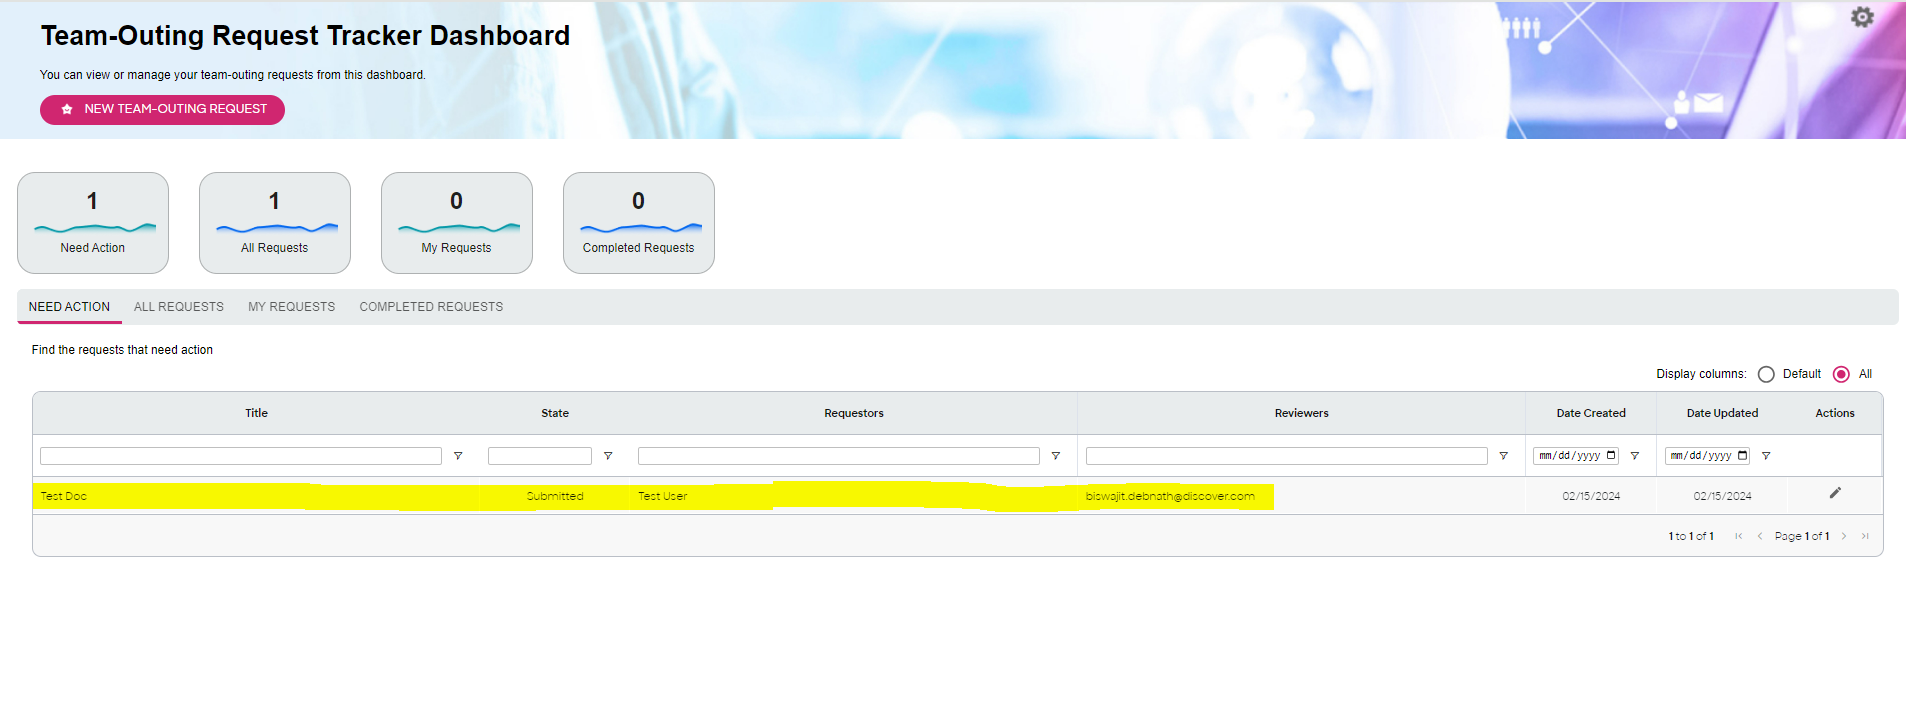 Team-Outing Request Tracker Dashboard
You can view or manage your team-outing requests from this dashboard.
NEW TEAM-OUTING REQUEST
1 1 0 0
Need Action All Requests My Requests Completed Requests
NEED ACTION ALL REQUESTS MY REQUESTS COMPLETED REQUESTS
Find the requests that need action
Display columns: Default All
Title State Requestors Reviewers Date Created Date Updated Actions
mm/dd/yyyy mm/dd/yyyy
Test Doc Submitted Test User biswajit.debnath@discover.com 02/15/2024 02/15/2024
1 to 1 of 1 Page 1 of 1